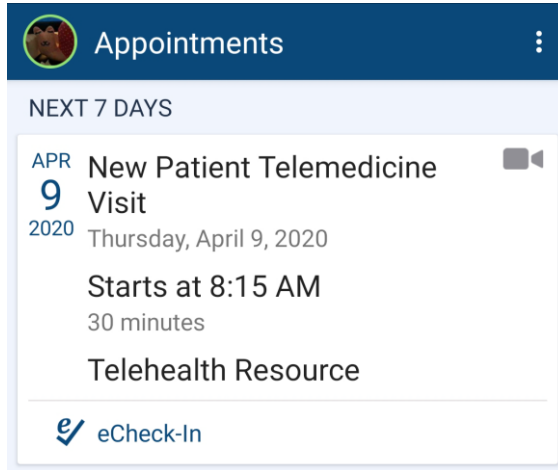 Appointments
NEXT 7 DAYS
APR
9
2020
New Patient Telemedicine
Visit
Thursday, April 9, 2020
Starts at 8:15 AM
30 minutes
Telehealth Resource
eCheck-In